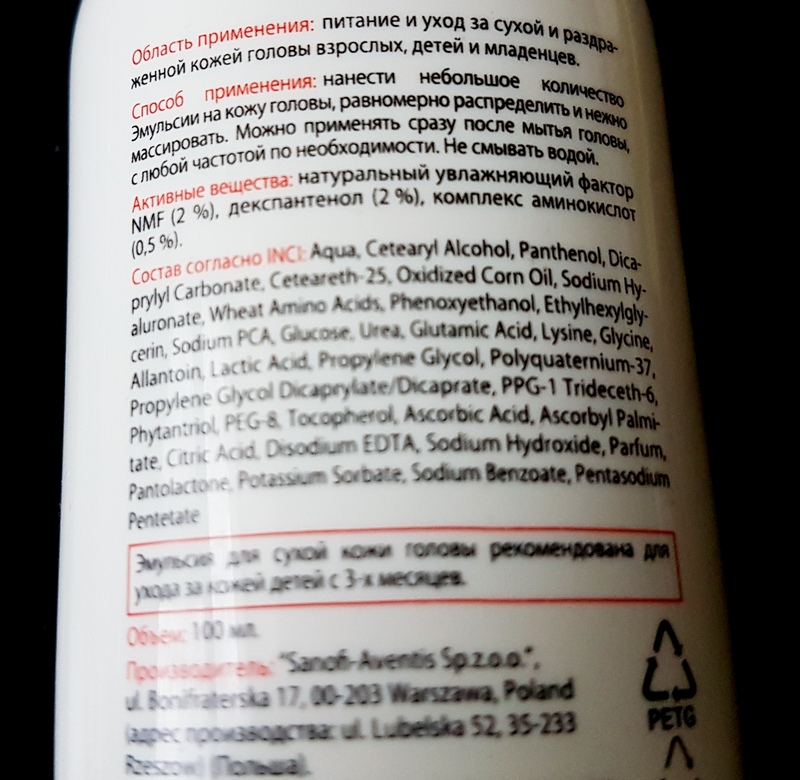 Область применения: питание и уход за сухой и раздра-
женной кожей головы взрослых, детей и младенцев.
Способ применения: нанести небольшое количество
Эмульсии на кожу головы, равномерно распределить и нежно
массировать. Можно применять сразу после мытья головы,
с любой частотой по необходимости. Не смывать водой.
Активные вещества: натуральный увлажняющий фактор
NMF (2 %), декспантенол (2 %), комплекс аминокислот
(0,5 %).
Состав согласно INCI: Aqua, Cetearyl Alcohol, Panthenol, Dica-
prylyl Carbonate, Ceteareth-25, Oxidized Corn Oil, Sodium Hy-
aluronate, Wheat Amino Acids, Phenoxyethanol, Ethylhexylgly-
cerin, Sodium PCA, Glucose, Urea, Glutamic Acid, Lysine, Glycine,
Allantoin, Lactic Acid, Propylene Glycol, Polyquaternium-37,
Propylene Glycol Dicaprylate/Dicaprate, PPG-1 Trideceth-6,
Phytantriol, PEG-8, Tocopherol, Ascorbic Acid, Ascorbyl Palmi-
tate, Citric Acid, Disodium EDTA, Sodium Hydroxide, Parfum,
Pantolactone, Potassium Sorbate, Sodium Benzoate, Pentasodium
Pentetate
Эмульсия для сухой кожи головы рекомендована для
ухода за кожей детей с 3-х месяцев.
Объем: 100 мл.
Производитель: "Sanofi-Aventis Sp.z.o.o.",
ul. Bonifraterska 17, 00-203 Warszawa, Poland
(адрес производства: ul. Lubelska 52, 35-233
Rzeszow) (Польша).
PETG